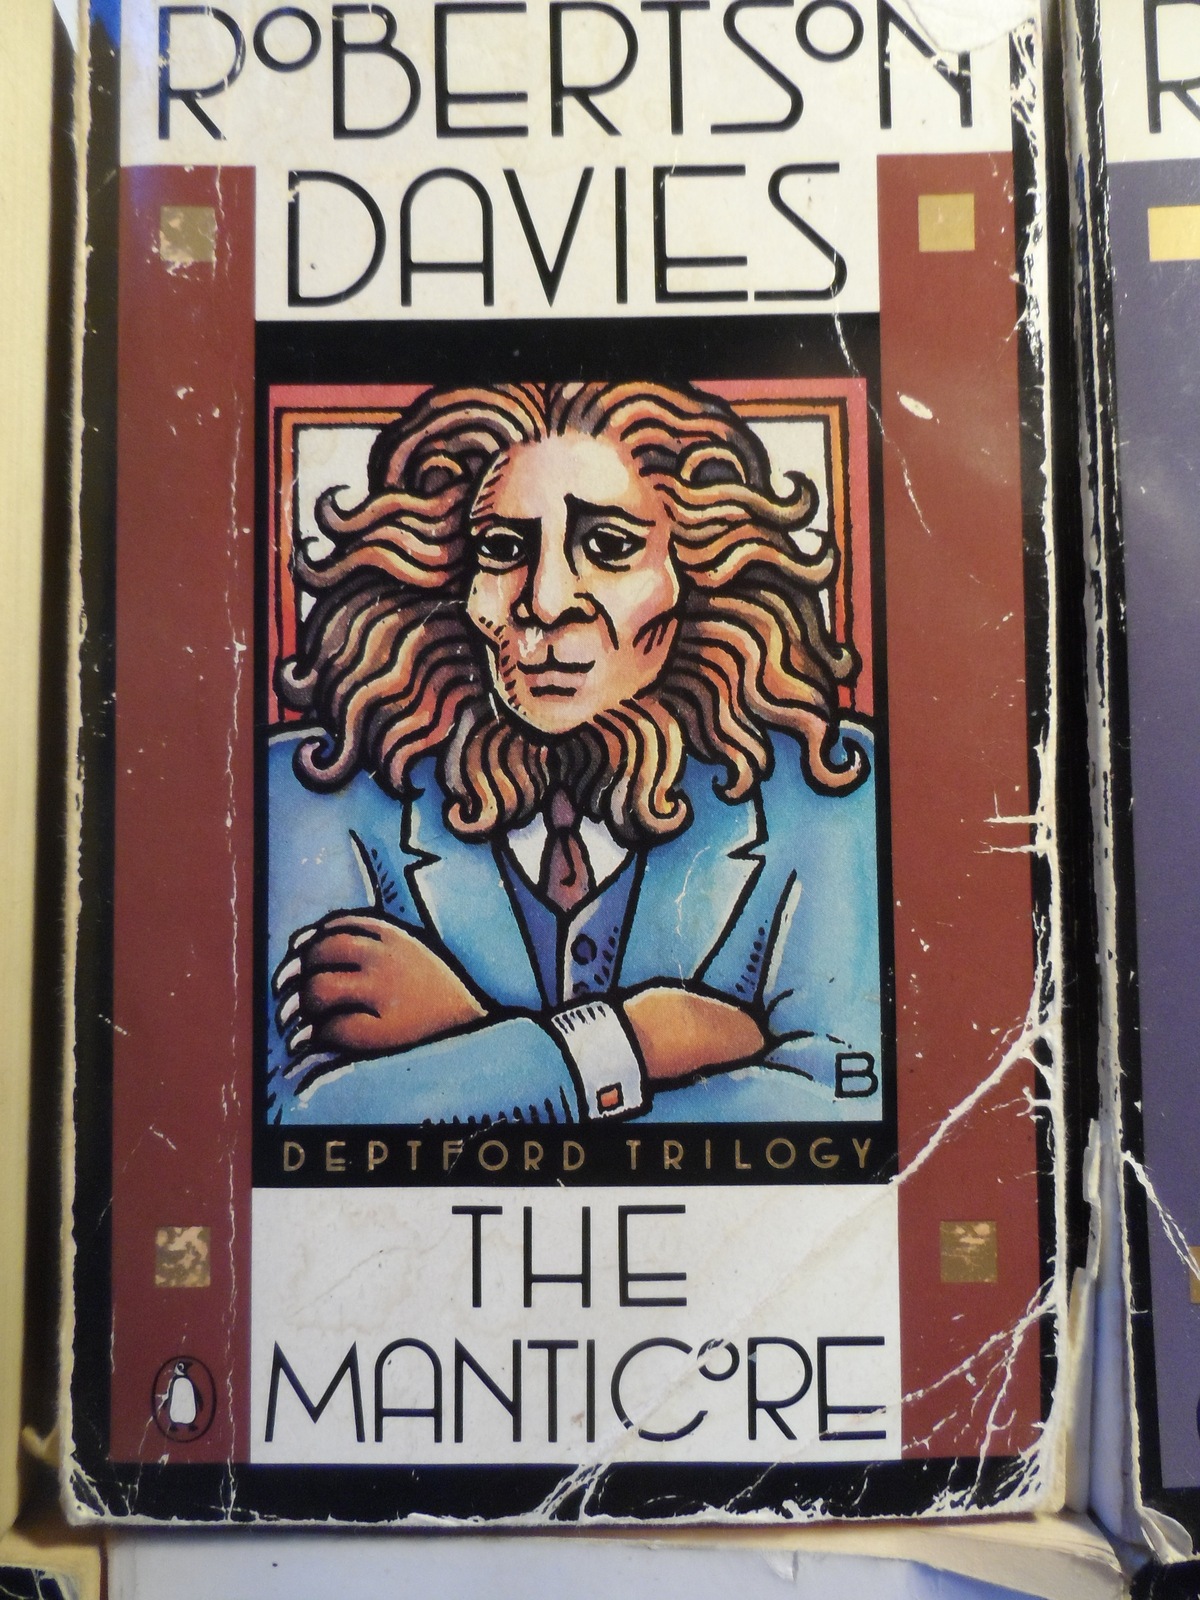 ROBERTSON
DAVIES
B
DEPTFORD TRILOGY
THE
MANTICORE
R